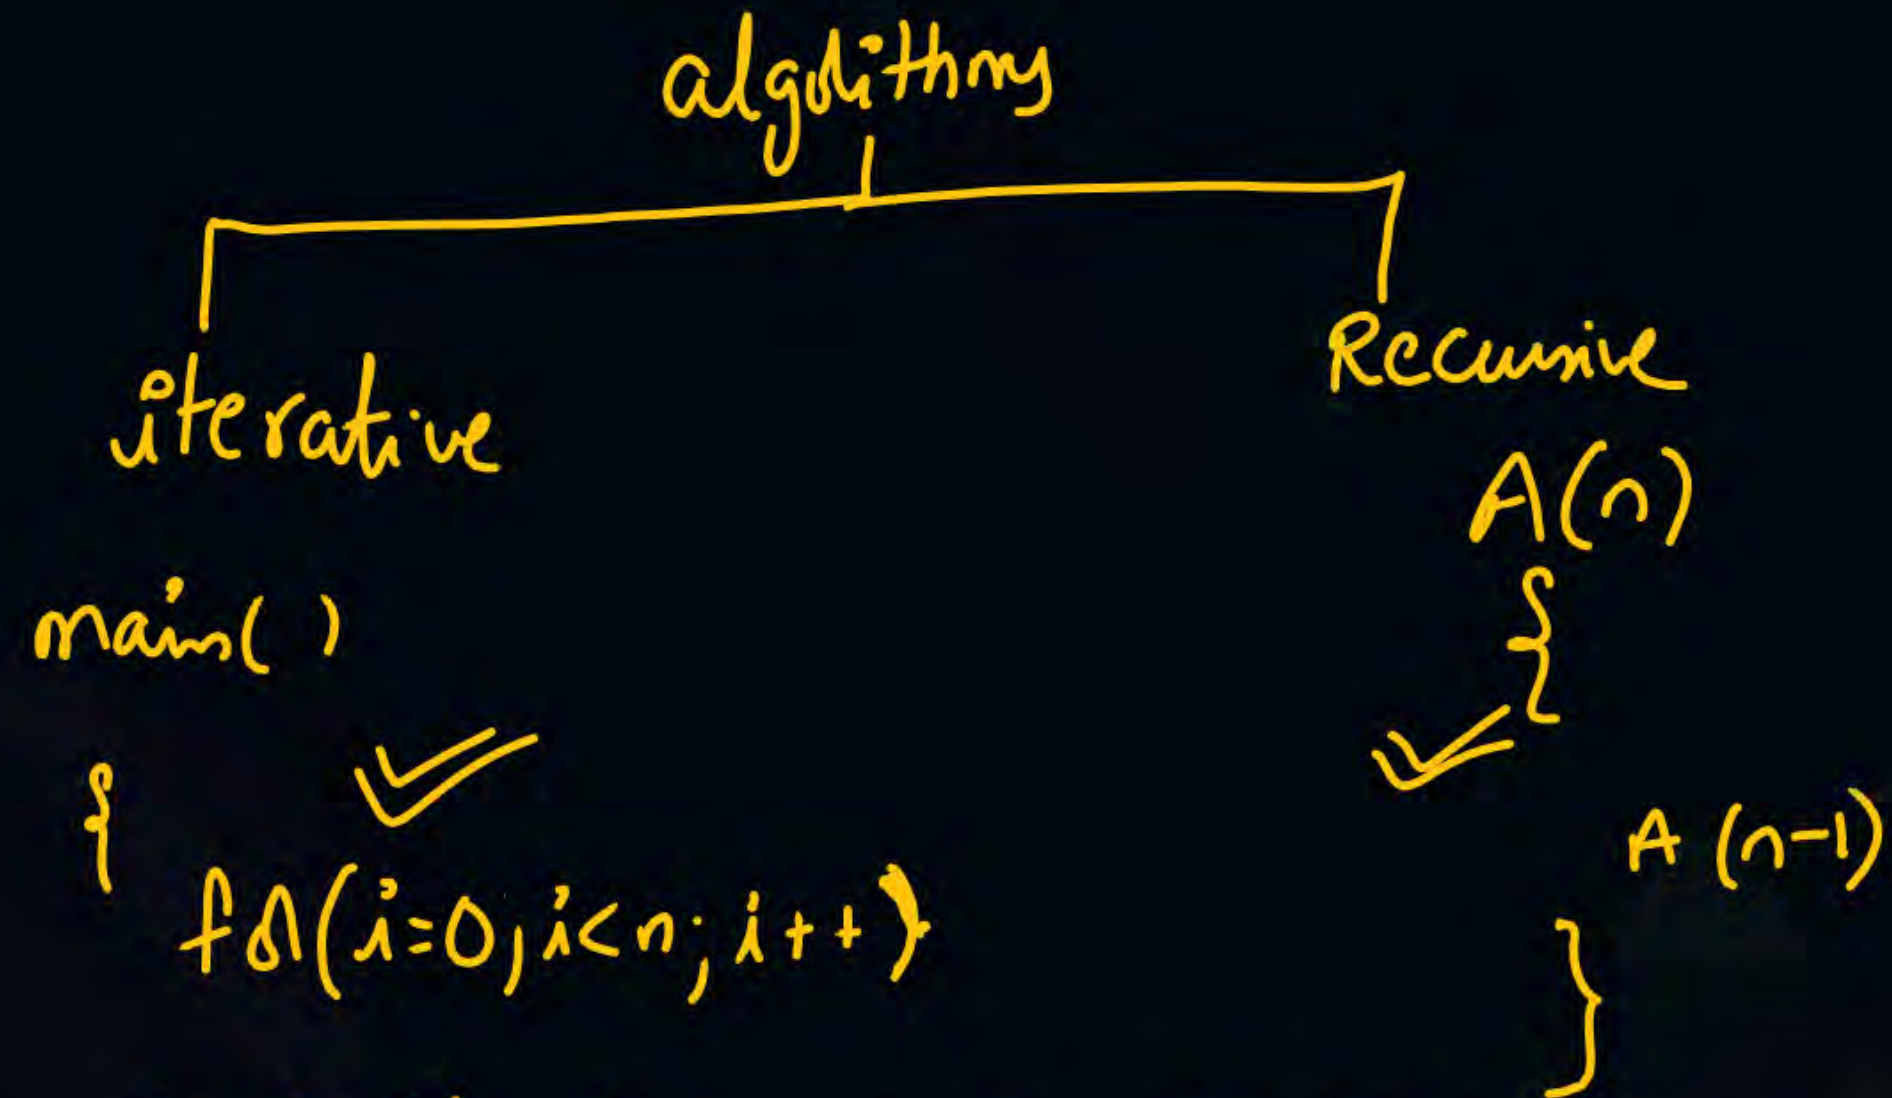 algorithms
iterative
Recursive
main( )
{
for(i=0; i<n; i++)
A(n)
{
A (n-1)
}